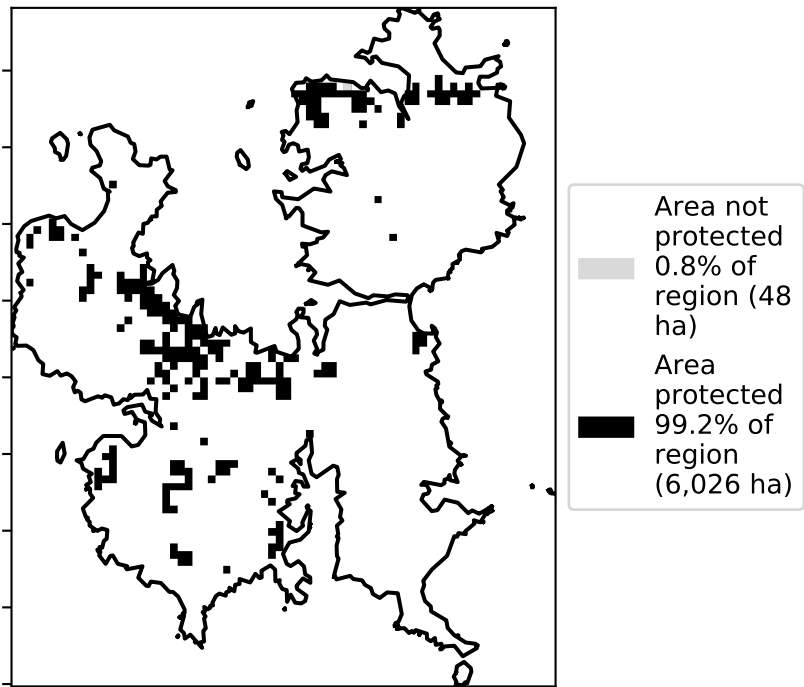 Area not
protected
0.8% of
region (48
ha)
Area
protected
99.2% of
region
(6,026 ha)